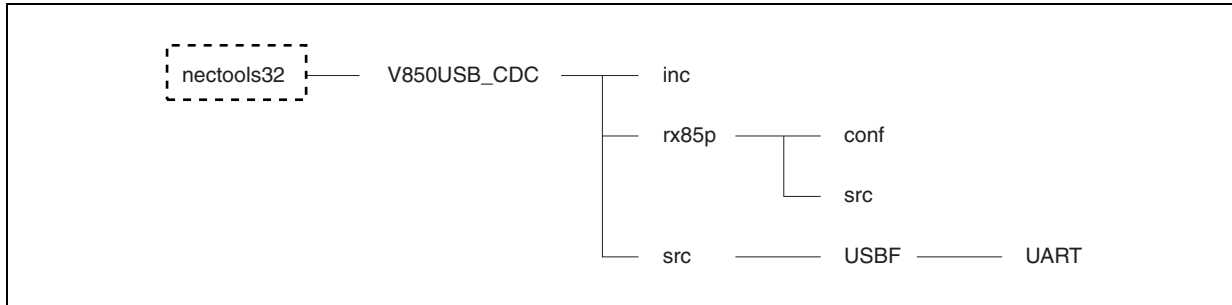 nectools32 V850USB_CDC inc
rx85p conf
src
src USBF UART